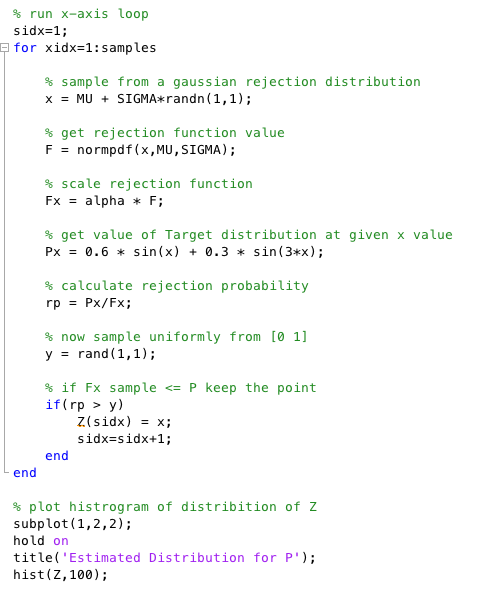 % run x-axis loop
sidx=1;
for xidx=1:samples
% sample from a gaussian rejection distribution
x = MU + SIGMA*randn(1,1);
% get rejection function value
F = normpdf(x,MU,SIGMA);
% scale rejection function
Fx = alpha * F;
% get value of Target distribution at given x value
Px = 0.6 * sin(x) + 0.3 * sin(3*x);
% calculate rejection probability
rp = Px/Fx;
% now sample uniformly from [0 1]
y = rand(1,1);
% if Fx sample <= P keep the point
if(rp > y)
Z(sidx) = x;
sidx=sidx+1;
end
end
% plot histrogram of distribition of Z
subplot(1,2,2);
hold on
title('Estimated Distribution for P');
hist(Z,100);